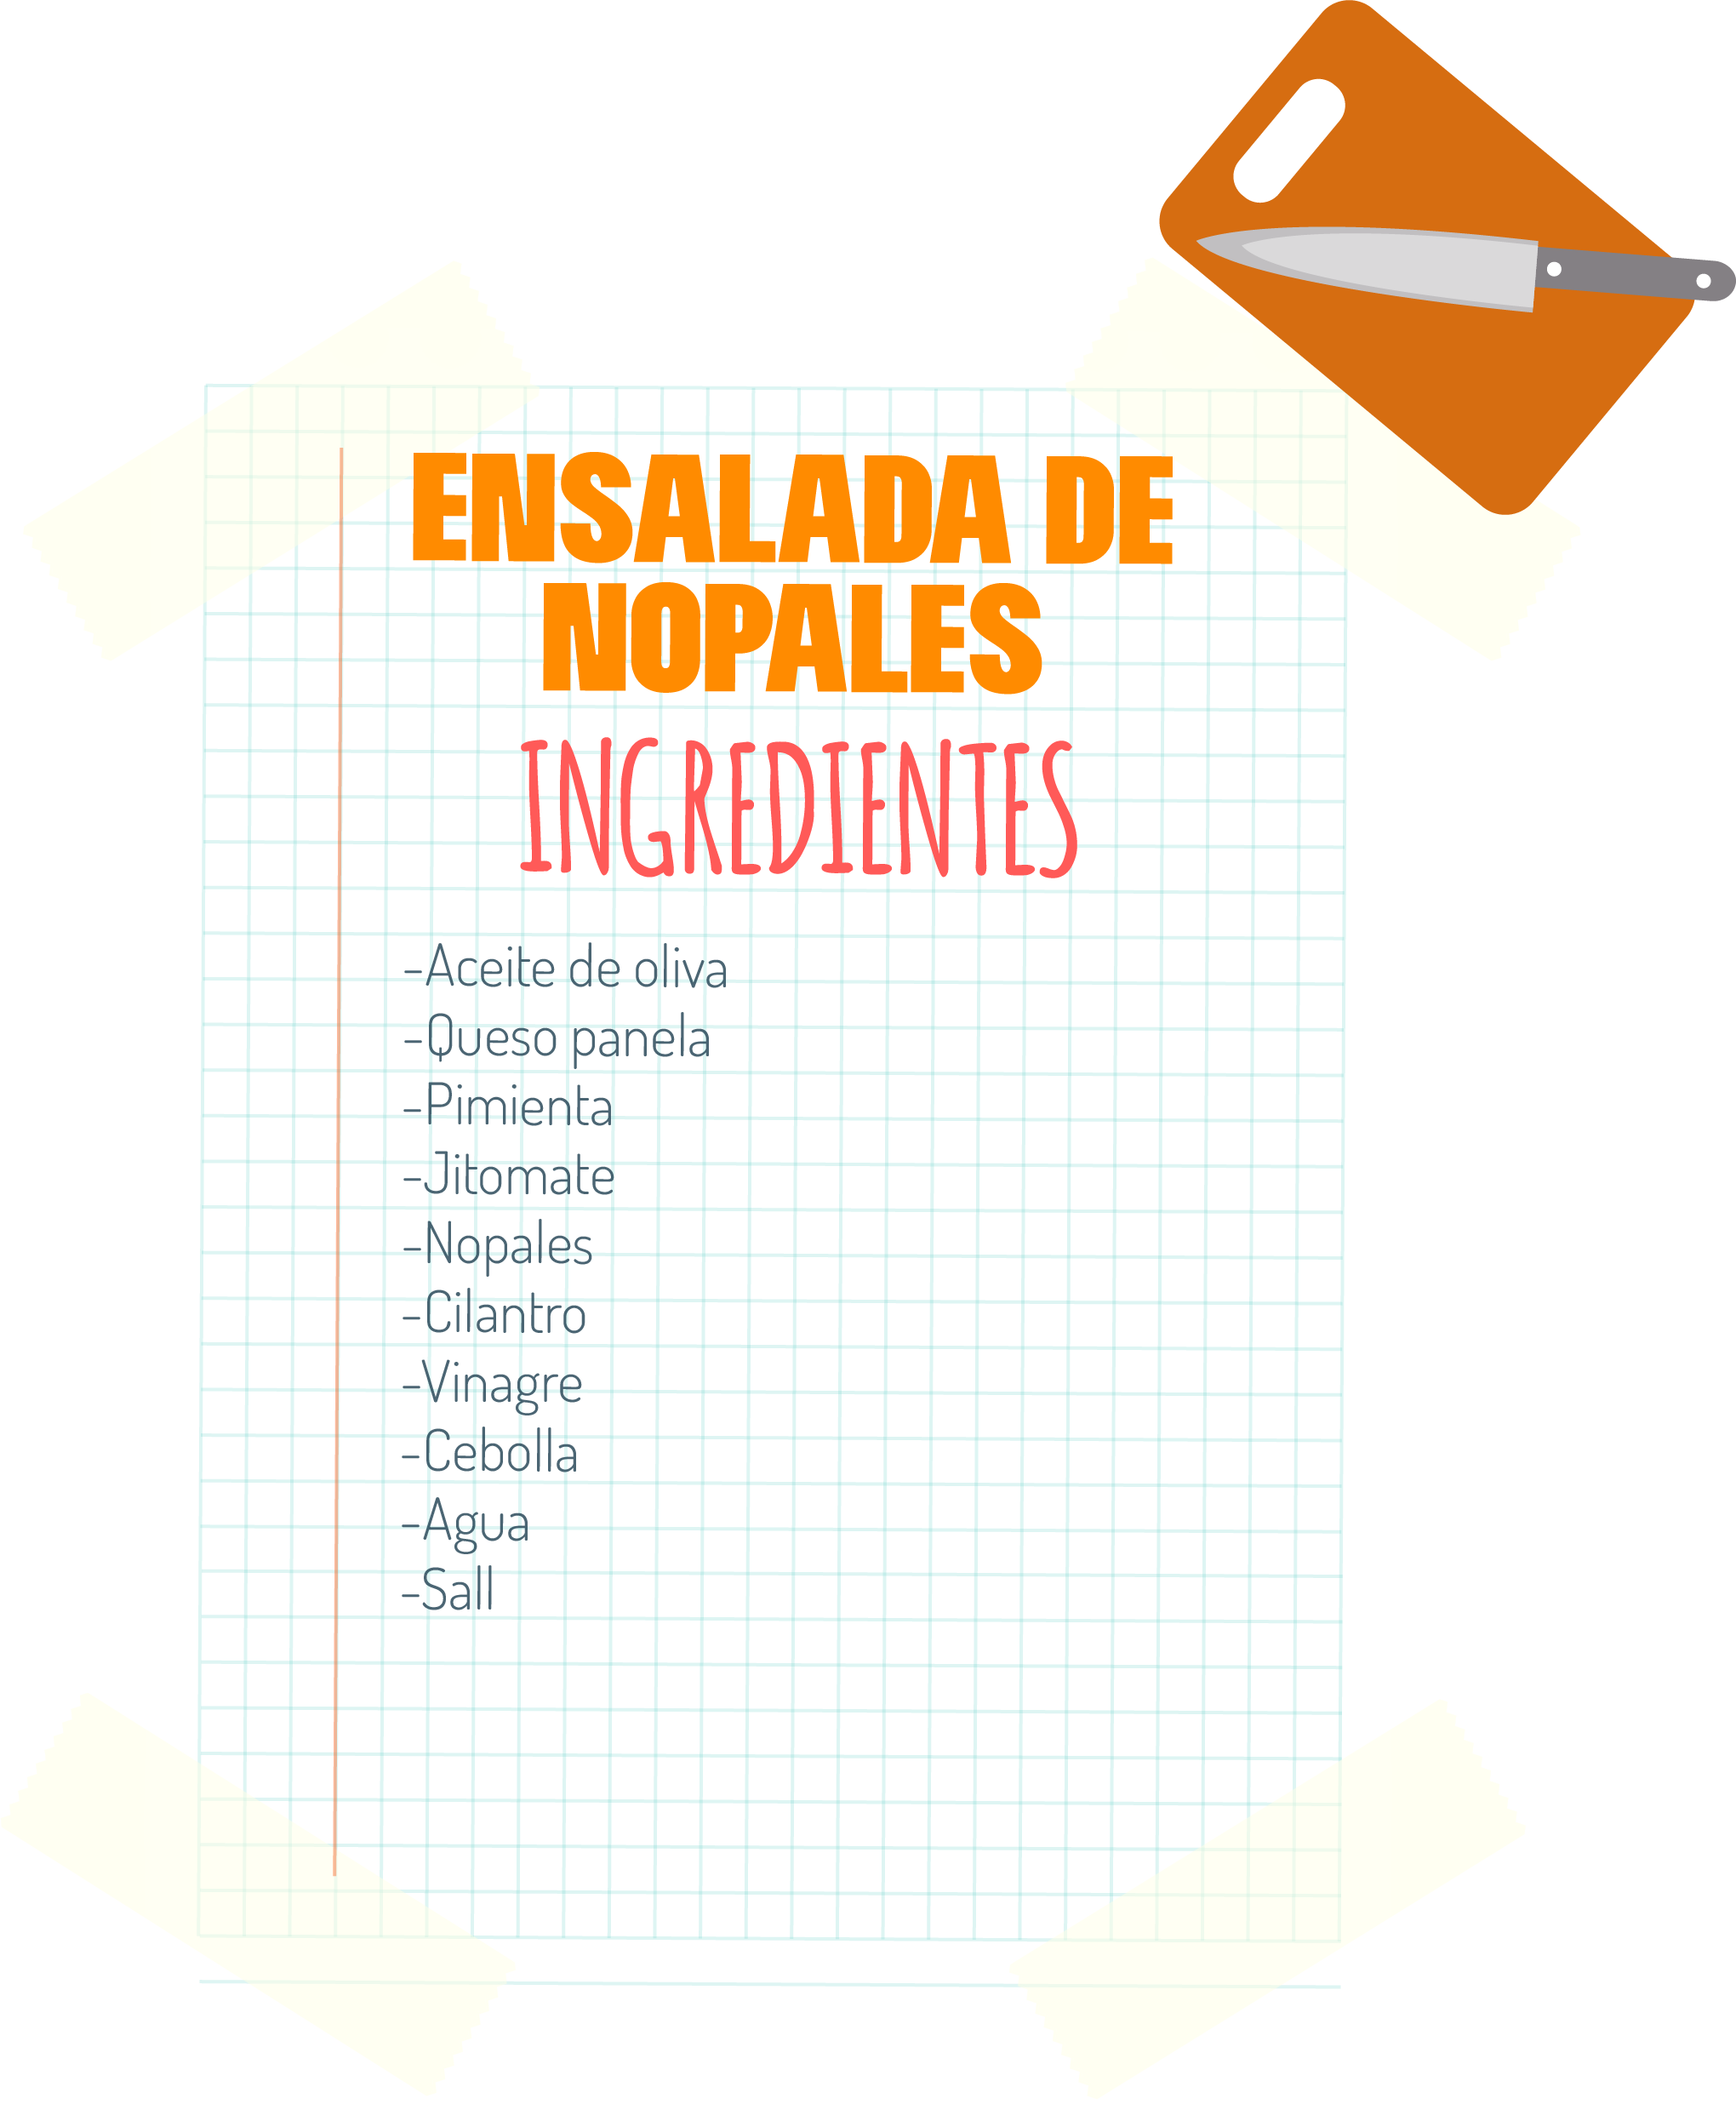 ENSALADA DE
NOPALES
INGREDIENTES
-Aceite de oliva
-Queso panela
-Pimienta
-Jitomate
-Nopales
-Cilantro
-Vinagre
-Cebolla
-Agua
-Sall